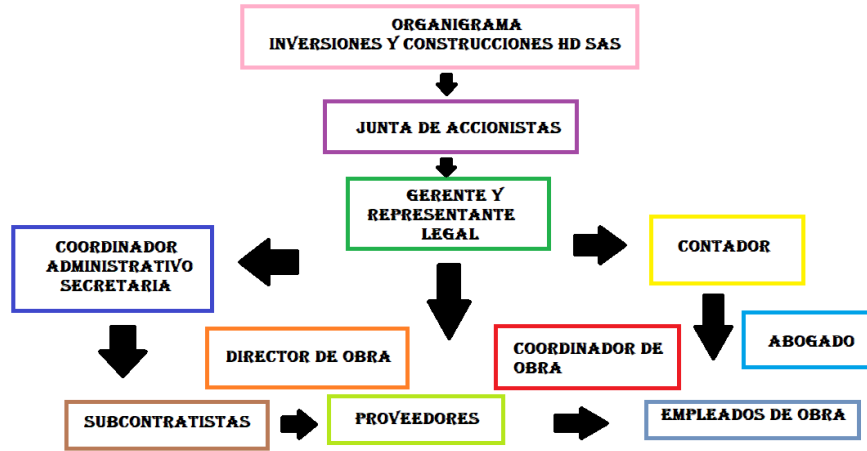 ORGANIGRAMA
INVERSIONES Y CONSTRUCCIONES HD SAS
JUNTA DE ACCIONISTAS
GERENTE Y
REPRESENTANTE
LEGAL
COORDINADOR
ADMINISTRATIVO
SECRETARIA
CONTADOR
DIRECTOR DE OBRA
COORDINADOR DE
OBRA
ABOGADO
SUBCONTRATISTAS
PROVEEDORES
EMPLEADOS DE OBRA